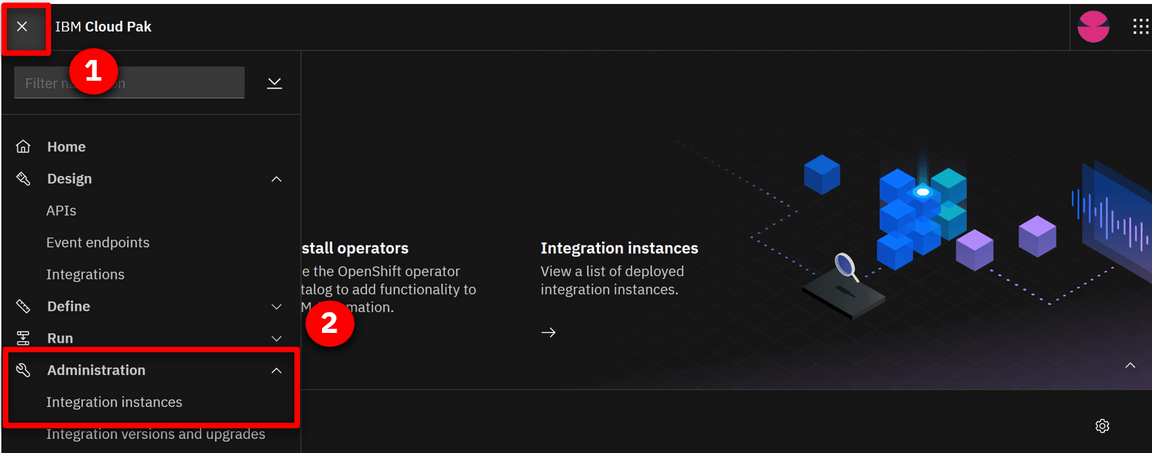 IBM Cloud Pak
1
Filter na on
Home
Design
APIs
Event endpoints
Integrations
Define
Run
Administration
Integration instances
Integration versions and upgrades
stall operators
e the OpenShift operator
talog to add functionality to
mation.
2
Integration instances
View a list of deployed
integration instances.